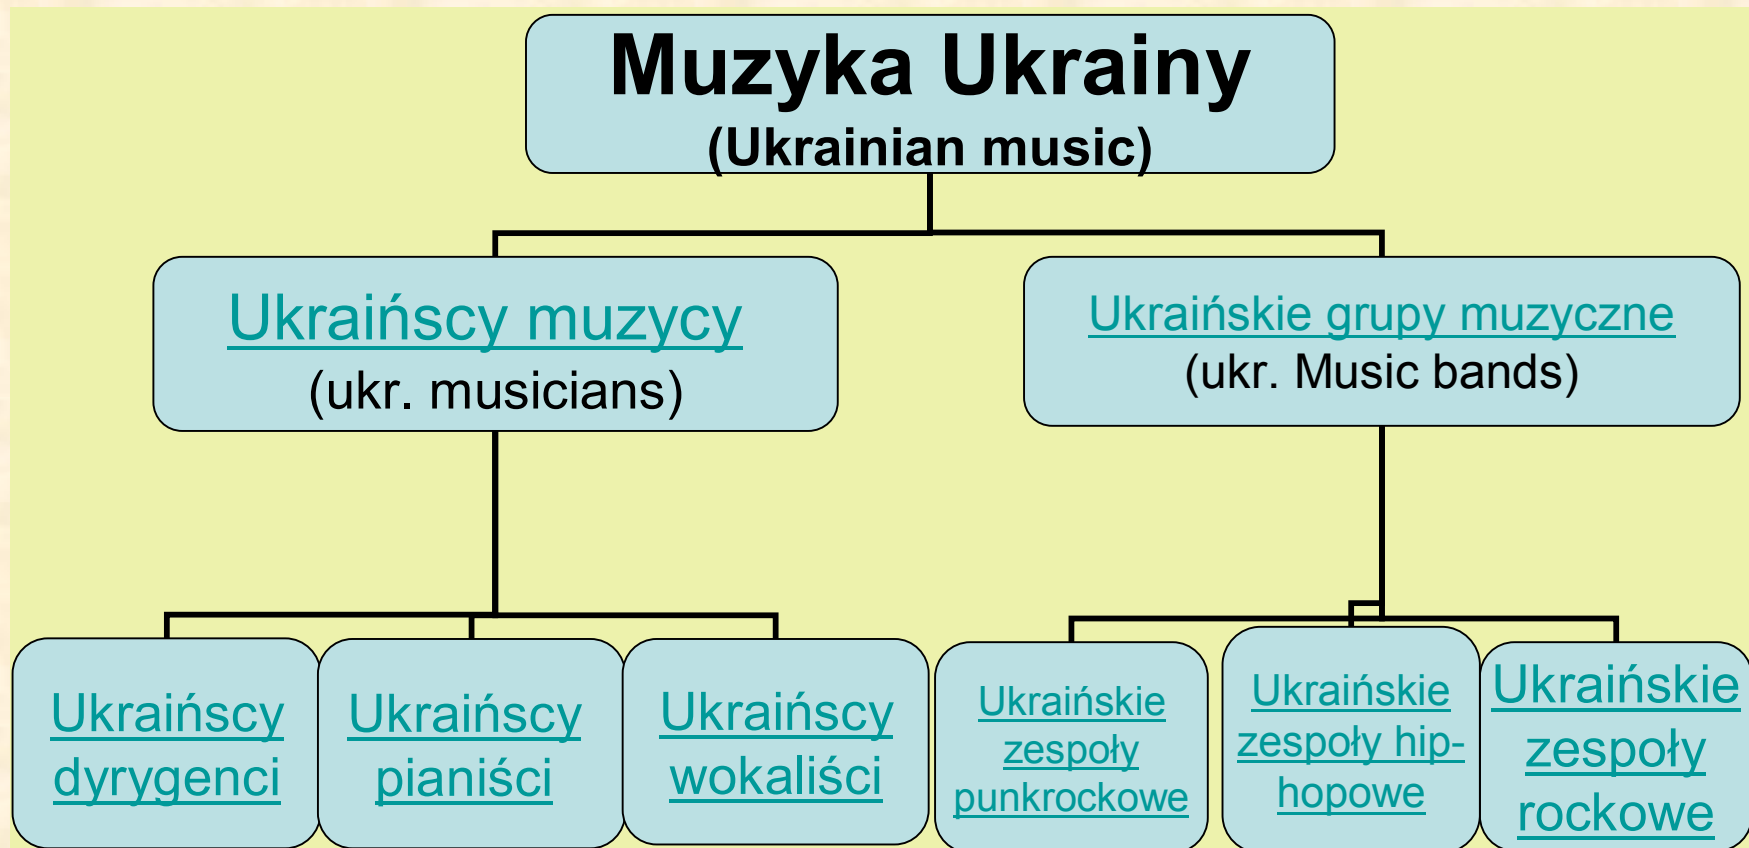 Muzyka Ukrainy
(Ukrainian music)
Ukraińscy muzycy
(ukr. musicians)
Ukraińskie grupy muzyczne
(ukr. Music bands)
Ukraińscy
dyrygenci
Ukraińscy
pianiści
Ukraińscy
wokaliści
Ukraińskie
zespoły
punkrockowe
Ukraińskie
zespoły hip-
hopowe
Ukraińskie
zespoły
rockowe